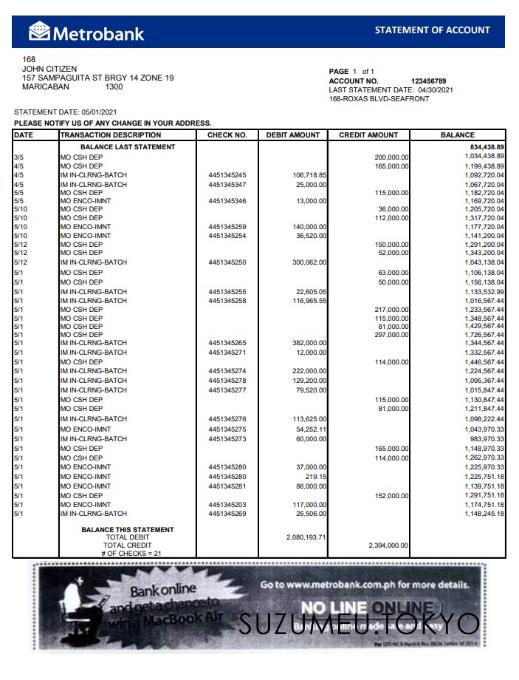 Metrobank
STATEMENT OF ACCOUNT
168
JOHN CITIZEN
157 SAMPAGUITA ST BRGY 14 ZONE 19
MARICABAN 1300
PAGE 1 of 1
ACCOUNT NO. 123456789
LAST STATEMENT DATE: 04/30/2021
168-ROXAS BLVD-SEAFRONT
STATEMENT DATE: 05/01/2021
PLEASE NOTIFY US OF ANY CHANGE IN YOUR ADDRESS.
DATE TRANSACTION DESCRIPTION CHECK NO. DEBIT AMOUNT CREDIT AMOUNT BALANCE
BALANCE LAST STATEMENT 834,438.89
3/5 MO CSH DEP 200,000.00 1,034,438.89
4/5 MO CSH DEP 165,000.00 1,199,438.89
4/5 IM IN-CLRNG-BATCH 4451345245 106,718.85 1,092,720.04
4/5 IM IN-CLRNG-BATCH 4451345347 25,000.00 1,067,720.04
5/5 MO CSH DEP 115,000.00 1,182,720.04
5/5 MO ENCO-IMNT 4451345346 13,000.00 1,169,720.04
5/10 MO CSH DEP 36,000.00 1,205,720.04
5/10 MO CSH DEP 112,000.00 1,317,720.04
5/10 MO ENCO-IMNT 4451345259 140,000.00 1,177,720.04
5/10 MO ENCO-IMNT 4451345254 36,520.00 1,141,200.04
5/12 MO CSH DEP 150,000.00 1,291,200.04
5/12 MO CSH DEP 52,000.00 1,343,200.04
5/12 IM IN-CLRNG-BATCH 4451345250 300,062.00 1,043,138.04
5/1 MO CSH DEP 63,000.00 1,106,138.04
5/1 MO CSH DEP 50,000.00 1,156,138.04
5/1 IM IN-CLRNG-BATCH 4451345255 22,605.05 1,133,532.99
5/1 IM IN-CLRNG-BATCH 4451345258 116,965.55 1,016,567.44
5/1 MO CSH DEP 217,000.00 1,233,567.44
5/1 MO CSH DEP 115,000.00 1,348,567.44
5/1 MO CSH DEP 81,000.00 1,429,567.44
5/1 MO CSH DEP 297,000.00 1,726,567.44
5/1 IM IN-CLRNG-BATCH 4451345265 382,000.00 1,344,567.44
5/1 IM IN-CLRNG-BATCH 4451345271 12,000.00 1,332,567.44
5/1 MO CSH DEP 114,000.00 1,446,567.44
5/1 IM IN-CLRNG-BATCH 4451345274 222,000.00 1,224,567.44
5/1 IM IN-CLRNG-BATCH 4451345278 129,200.00 1,095,367.44
5/1 IM IN-CLRNG-BATCH 4451345277 79,520.00 1,015,847.44
5/1 MO CSH DEP 115,000.00 1,130,847.44
5/1 MO CSH DEP 81,000.00 1,211,847.44
5/1 IM IN-CLRNG-BATCH 4451345276 113,625.00 1,098,222.44
5/1 MO ENCO-IMNT 4451345275 54,252.11 1,043,970.33
5/1 IM IN-CLRNG-BATCH 4451345273 60,000.00 983,970.33
5/1 MO CSH DEP 165,000.00 1,148,970.33
5/1 MO CSH DEP 114,000.00 1,262,970.33
5/1 MO ENCO-IMNT 4451345280 37,000.00 1,225,970.33
5/1 MO ENCO-IMNT 4451345280 219.15 1,225,751.18
5/1 MO ENCO-IMNT 4451345281 86,000.00 1,139,751.18
5/1 MO CSH DEP 152,000.00 1,291,751.18
5/1 MO ENCO-IMNT 4451345203 117,000.00 1,174,751.18
5/1 IM IN-CLRNG-BATCH 4451345269 26,506.00 1,148,245.18
BALANCE THIS STATEMENT
TOTAL DEBIT 2,080,193.71
TOTAL CREDIT 2,394,000.00
# OF CHECKS = 21
Bank online
and get a chance to
win a MacBook Air
Go to www.metrobank.com.ph for more details.
NO LINE ONLINE
online made safe and easy
SUZUMEU.TOKYO